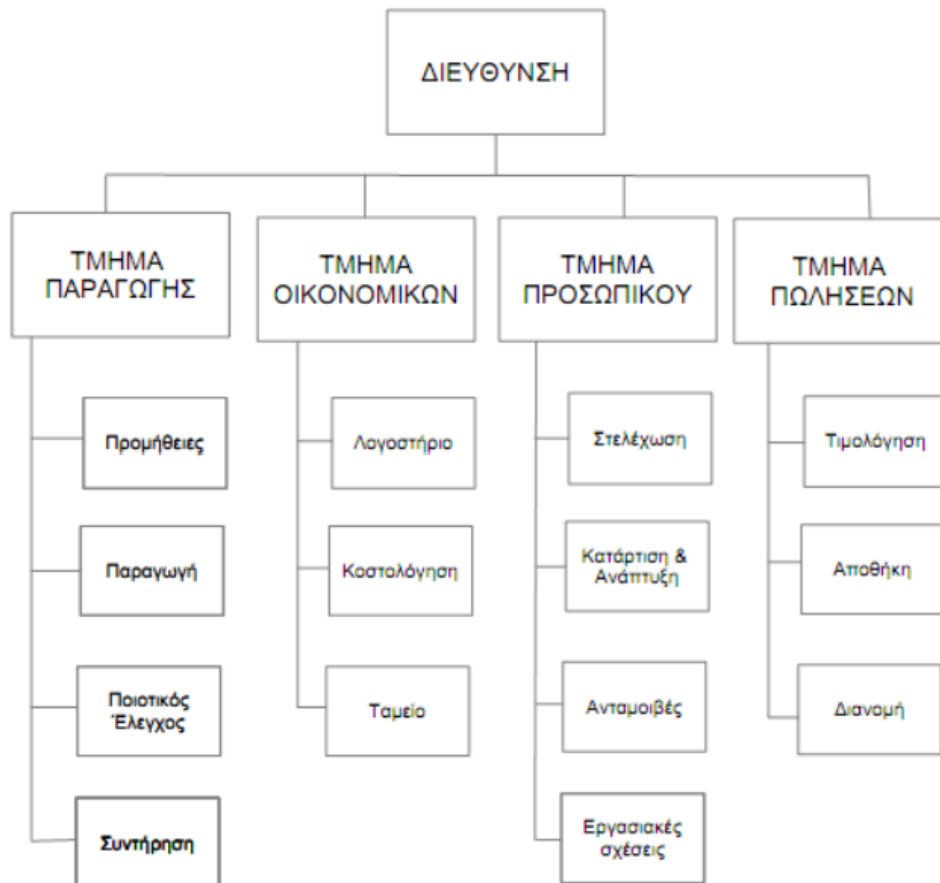 ΔΙΕΥΘΥΝΣΗ
ΤΜΗΜΑ
ΠΑΡΑΓΩΓΗΣ
ΤΜΗΜΑ
ΟΙΚΟΝΟΜΙΚΩΝ
ΤΜΗΜΑ
ΠΡΟΣΩΠΙΚΟΥ
ΤΜΗΜΑ
ΠΩΛΗΣΕΩΝ
Προμήθειες
Παραγωγή
Ποιοτικός
Έλεγχος
Συντήρηση
Λογοστήριο
Κοστολόγηση
Ταμείο
Στελέχωση
Κατάρτιση &
Ανάπτυξη
Ανταμοιβές
Εργασιακές
σχέσεις
Τιμολόγηση
Αποθήκη
Διανομή